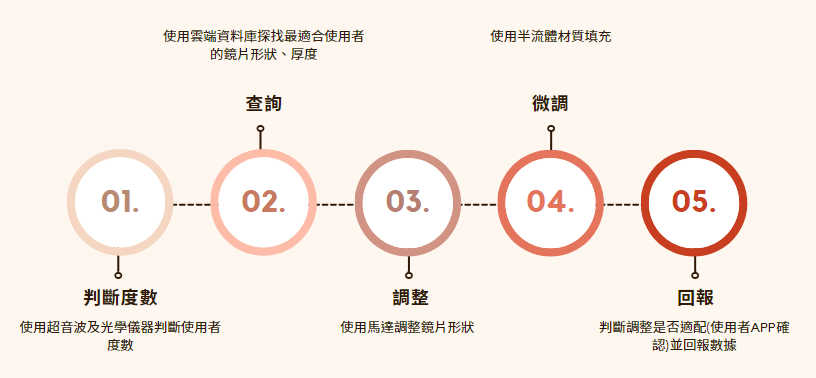 使用雲端資料庫探找最適合使用者
的鏡片形狀、厚度
使用半流體材質填充
查詢
微調
01.
02.
03.
04.
05.
判斷度數
調整
回報
使用超音波及光學儀器判斷使用者
度數
使用馬達調整鏡片形狀
判斷調整是否適配(使用者APP確
認)並回報數據